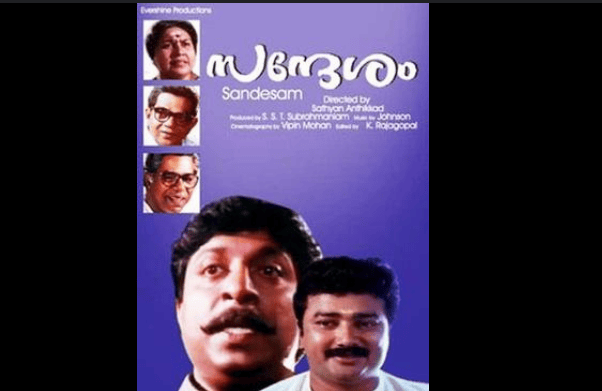 Evershine Productions
സന്ദേശം
Sandesam
Directed by
Sathyan Anthikkad
Produced by S. S. T. Subrahmaniam Music by Johnson
Cinematography by Vipin Mohan Edited by K. Rajagopal